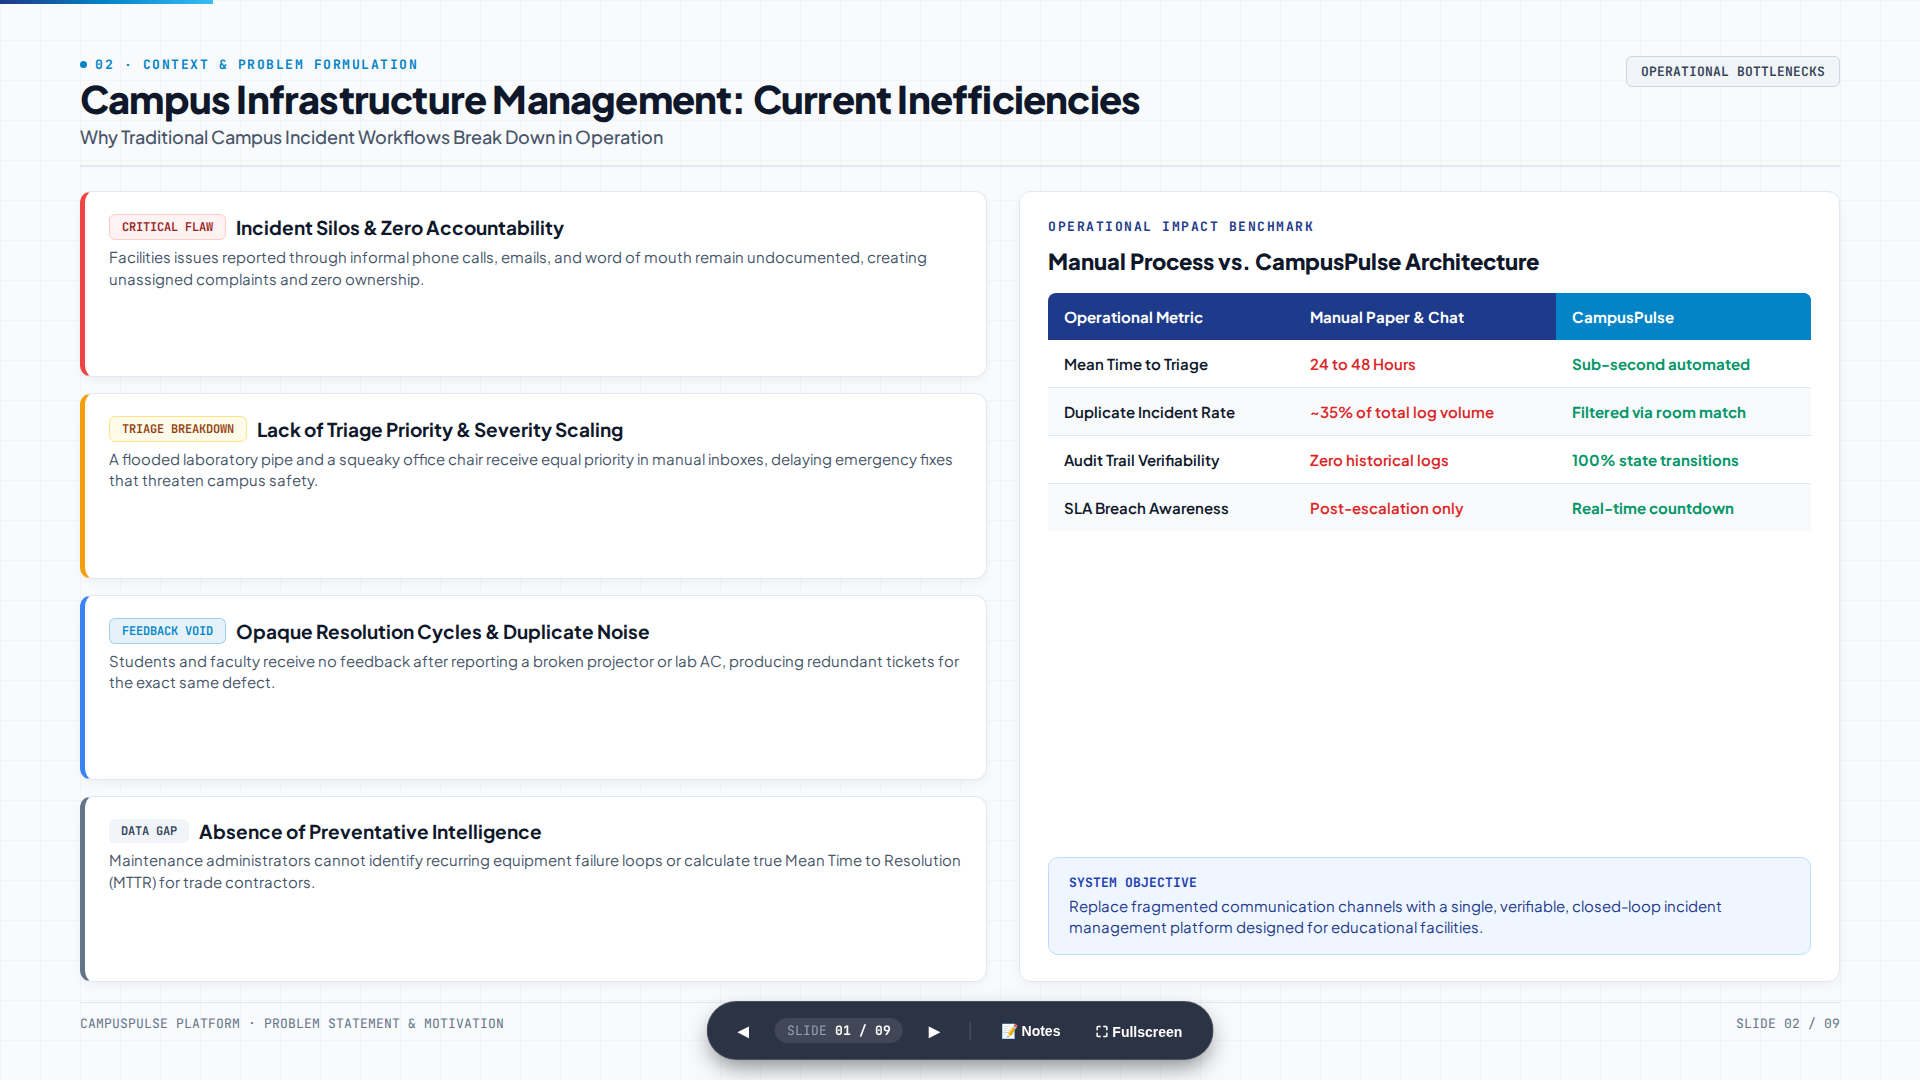 02 · CONTEXT & PROBLEM FORMULATION
Campus Infrastructure Management: Current Inefficiencies
Why Traditional Campus Incident Workflows Break Down in Operation
OPERATIONAL BOTTLENECKS
CRITICAL FLAW Incident Silos & Zero Accountability
Facilities issues reported through informal phone calls, emails, and word of mouth remain undocumented, creating
unassigned complaints and zero ownership.
TRIAGE BREAKDOWN Lack of Triage Priority & Severity Scaling
A flooded laboratory pipe and a squeaky office chair receive equal priority in manual inboxes, delaying emergency fixes
that threaten campus safety.
FEEDBACK VOID Opaque Resolution Cycles & Duplicate Noise
Students and faculty receive no feedback after reporting a broken projector or lab AC, producing redundant tickets for
the exact same defect.
DATA GAP Absence of Preventative Intelligence
Maintenance administrators cannot identify recurring equipment failure loops or calculate true Mean Time to Resolution
(MTTR) for trade contractors.
OPERATIONAL IMPACT BENCHMARK
Manual Process vs. CampusPulse Architecture
Operational Metric Manual Paper & Chat CampusPulse
Mean Time to Triage 24 to 48 Hours Sub-second automated
Duplicate Incident Rate ~35% of total log volume Filtered via room match
Audit Trail Verifiability Zero historical logs 100% state transitions
SLA Breach Awareness Post-escalation only Real-time countdown
SYSTEM OBJECTIVE
Replace fragmented communication channels with a single, verifiable, closed-loop incident
management platform designed for educational facilities.
CAMPUSPULSE PLATFORM · PROBLEM STATEMENT & MOTIVATION
SLIDE 01 / 09 Notes Fullscreen
SLIDE 02 / 09